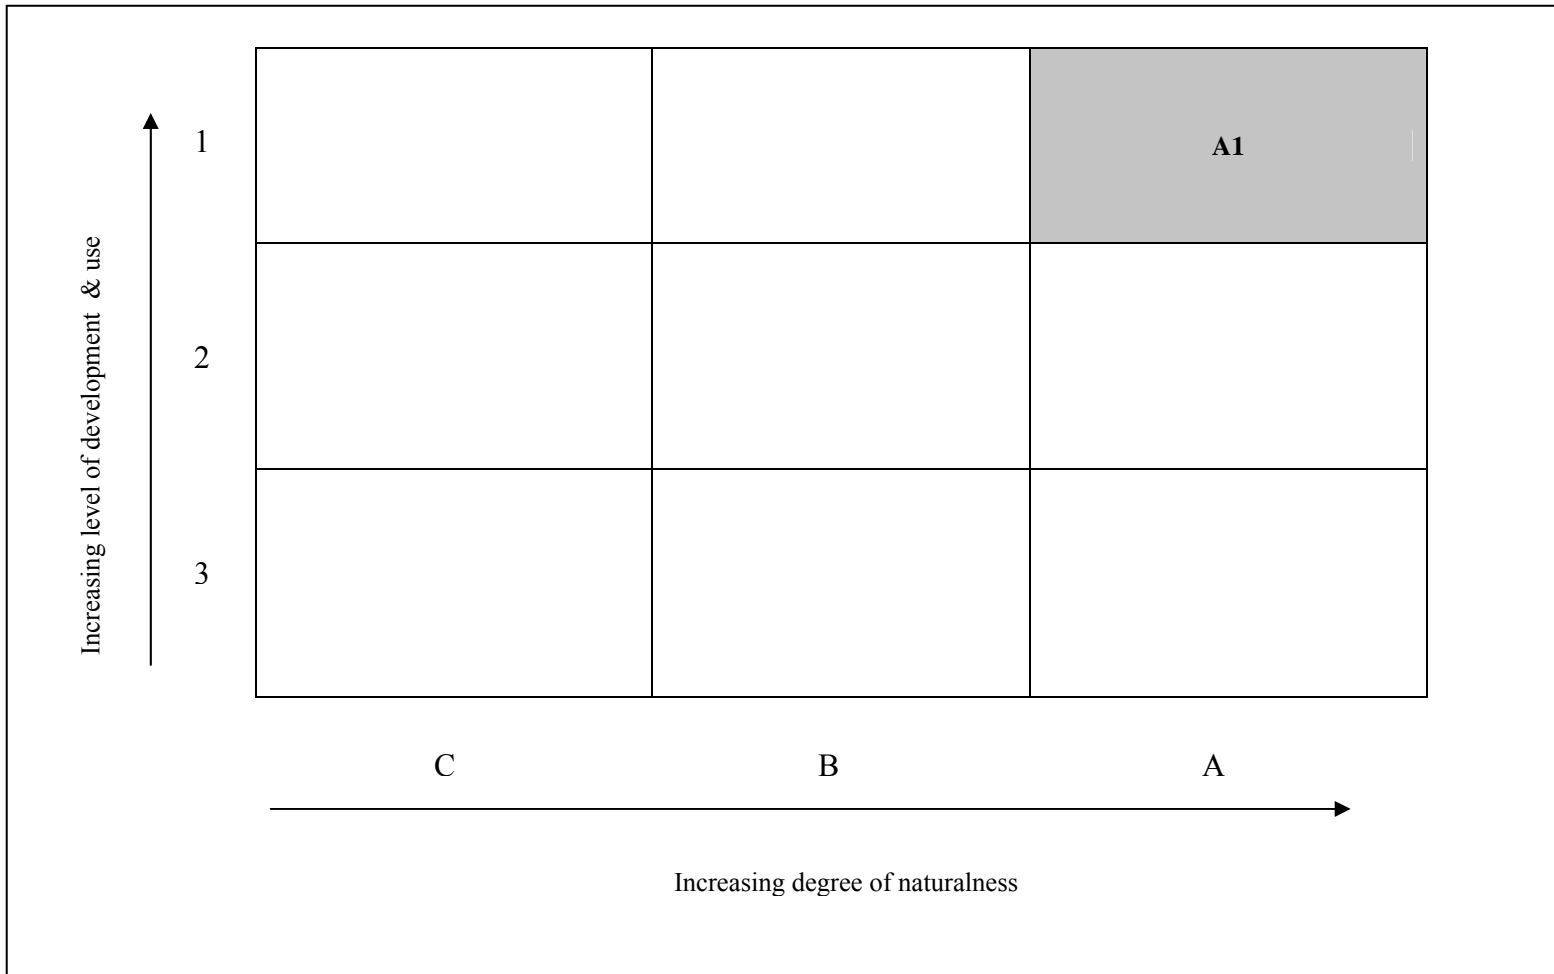 1
A1
Increasing level of development & use
2
3
C B A
Increasing degree of naturalness